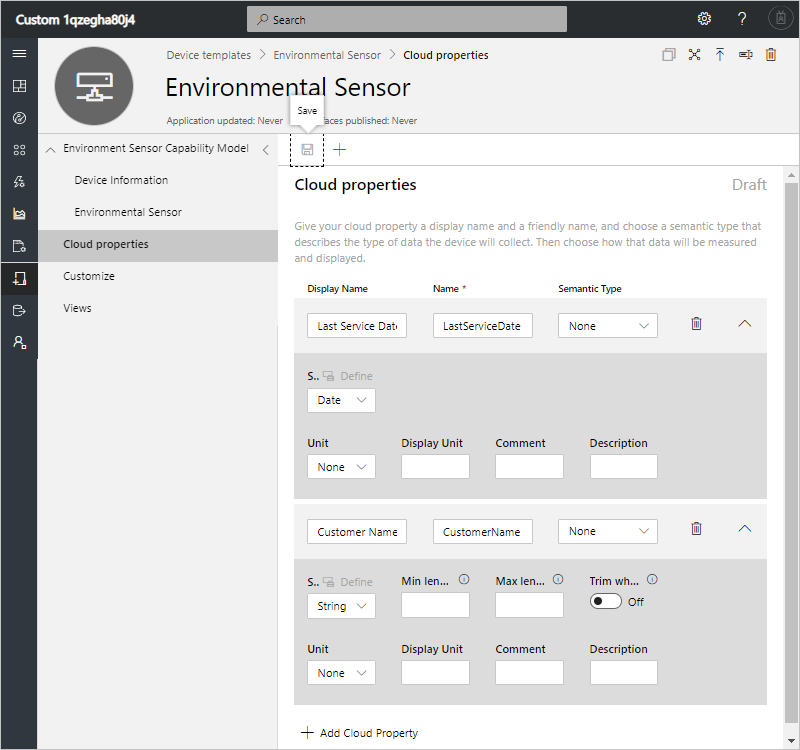 Custom 1qzegha80j4
Search
?
Device templates > Environmental Sensor > Cloud properties
Environmental Sensor
Save
Application updated: Never
faces published: Never
Environment Sensor Capability Model
Device Information
Environmental Sensor
Cloud properties
Customize
Views
Cloud properties
Draft
Give your cloud property a display name and a friendly name, and choose a semantic type that
describes the type of data the device will collect. Then choose how that data will be measured
and displayed.
Display Name Name * Semantic Type
Last Service Date LastServiceDate None
S.. Define
Date
Unit Display Unit Comment Description
None
Customer Name CustomerName None
S.. Define Min len... Max len... Trim wh...
String Off
Unit Display Unit Comment Description
None
Add Cloud Property